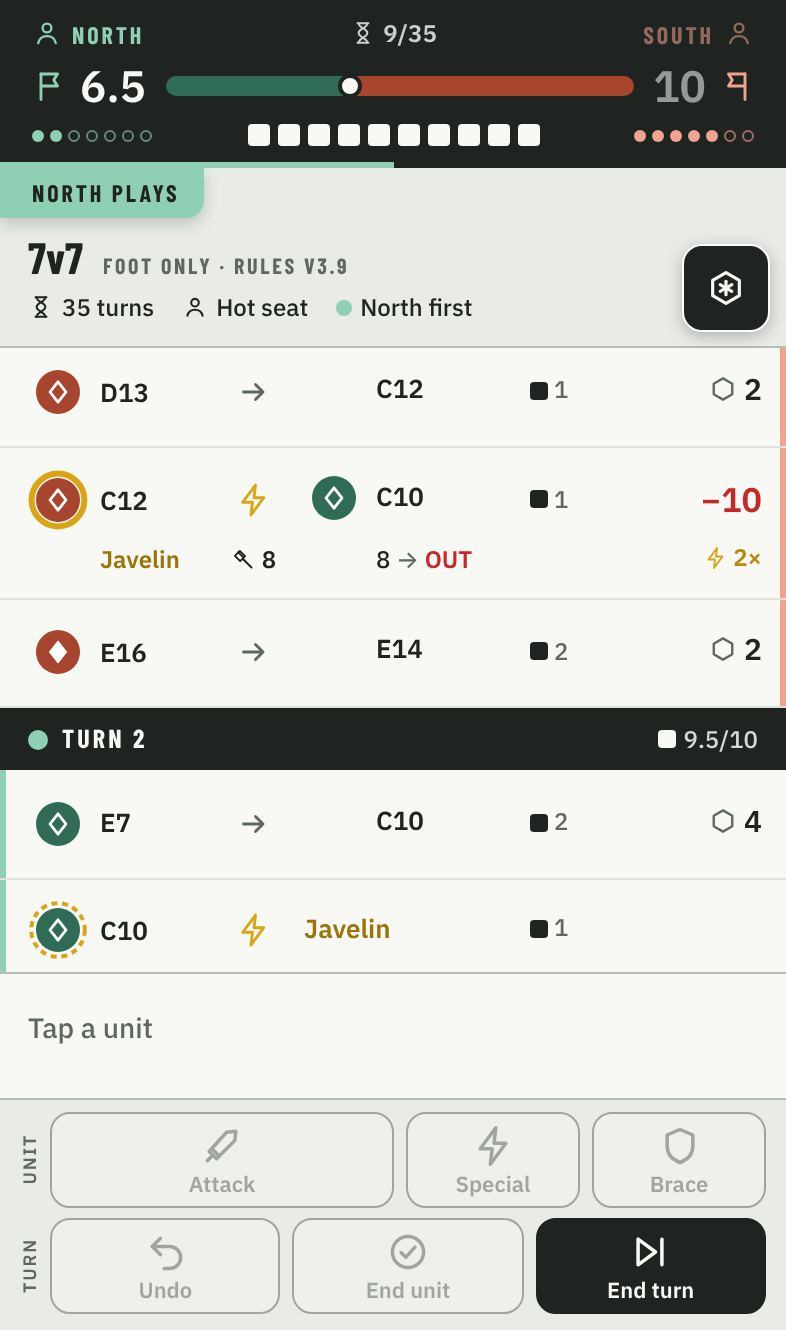 NORTH 9/35 SOUTH
6.5 10
NORTH PLAYS
7v7 FOOT ONLY · RULES V3.9
35 turns Hot seat North first
D13 → C12 1 2
C12 C10 1 −10
Javelin 8 8 → OUT 2×
E16 → E14 2 2
TURN 2 9.5/10
E7 → C10 2 4
C10 Javelin 1
Tap a unit
UNIT
Attack Special Brace
TURN
Undo End unit End turn